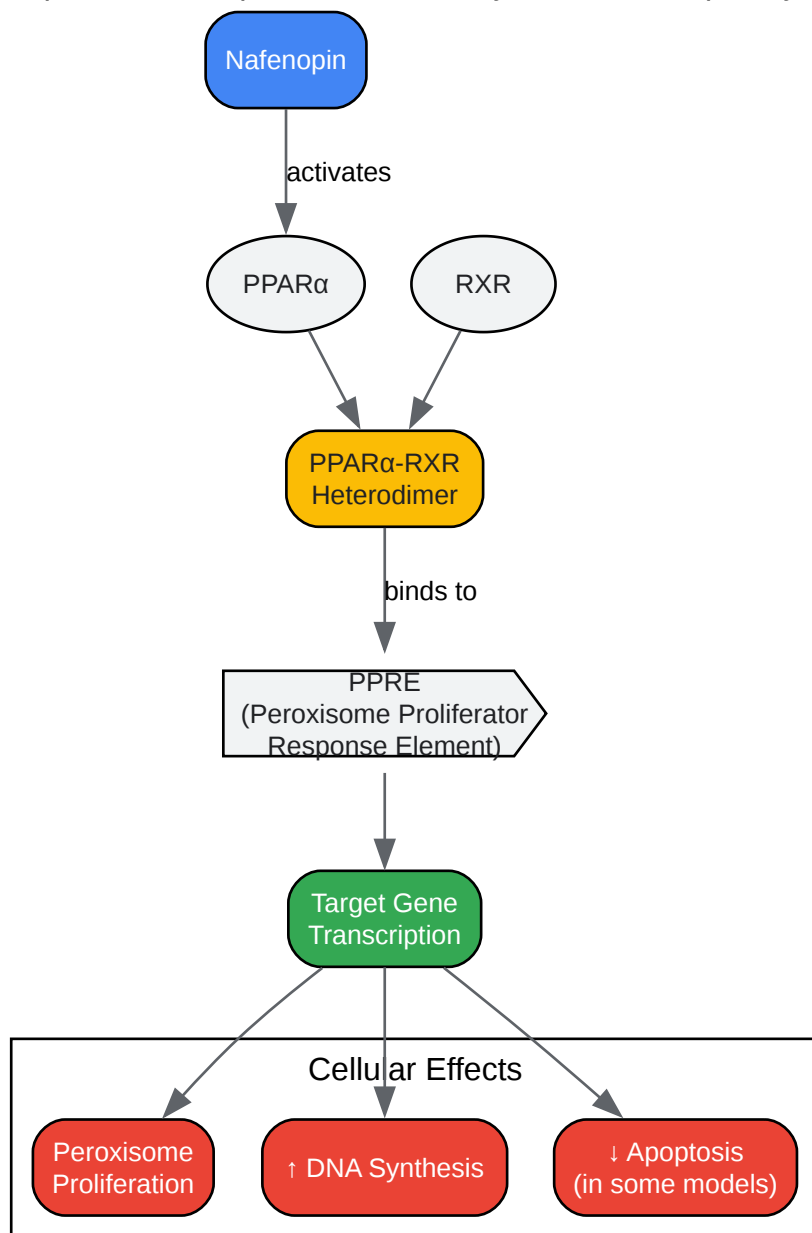 Nafenopin
activates
PPARα
RXR
PPARα-RXR
Heterodimer
binds to
PPRE
(Peroxisome Proliferator
Response Element)
Target Gene
Transcription
Cellular Effects
Peroxisome
Proliferation
↑ DNA Synthesis
↓ Apoptosis
(in some models)